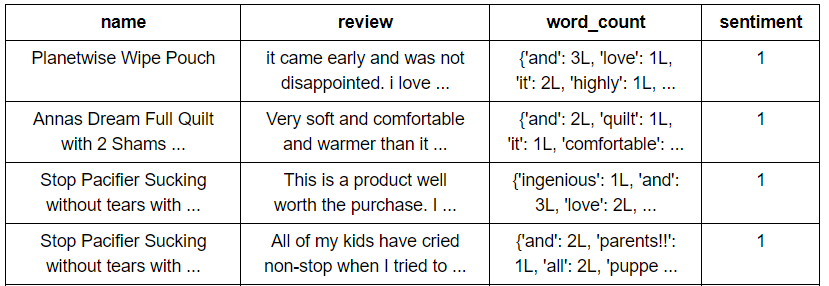 name review word_count sentiment
Planetwise Wipe Pouch it came early and was not {'and': 3L, 'love': 1L, 1
disappointed. i love ... 'it': 2L, 'highly': 1L, ...
Annas Dream Full Quilt Very soft and comfortable {'and': 2L, 'quilt': 1L, 1
with 2 Shams ... and warmer than it ... 'it': 1L, 'comfortable': ...
Stop Pacifier Sucking This is a product well {'ingenious': 1L, 'and': 1
without tears with ... worth the purchase. I ... 3L, 'love': 2L, ...
Stop Pacifier Sucking All of my kids have cried {'and': 2L, 'parents!!': 1
without tears with ... non-stop when I tried to ... 1L, 'all': 2L, 'puppe ...